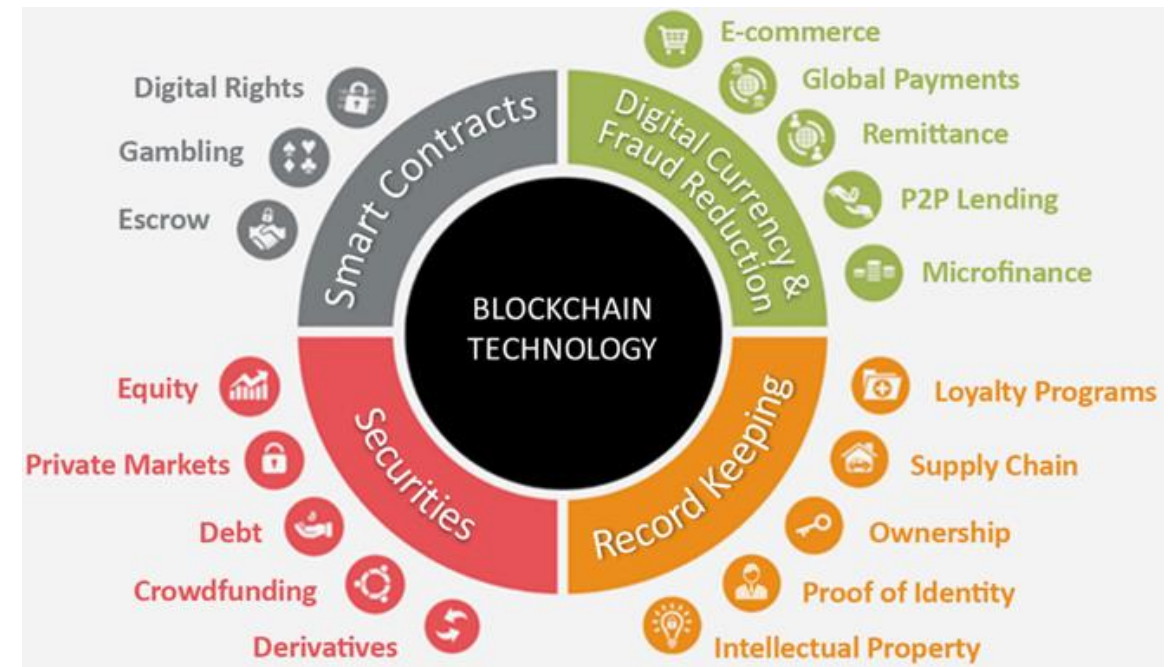 Digital Rights
Gambling
Escrow
Smart Contracts
E-commerce
Global Payments
Remittance
P2P Lending
Microfinance
Digital Currency &
Fraud Reduction
BLOCKCHAIN
TECHNOLOGY
Equity
Private Markets
Debt
Crowdfunding
Derivatives
Securities
Record Keeping
Loyalty Programs
Supply Chain
Ownership
Proof of Identity
Intellectual Property